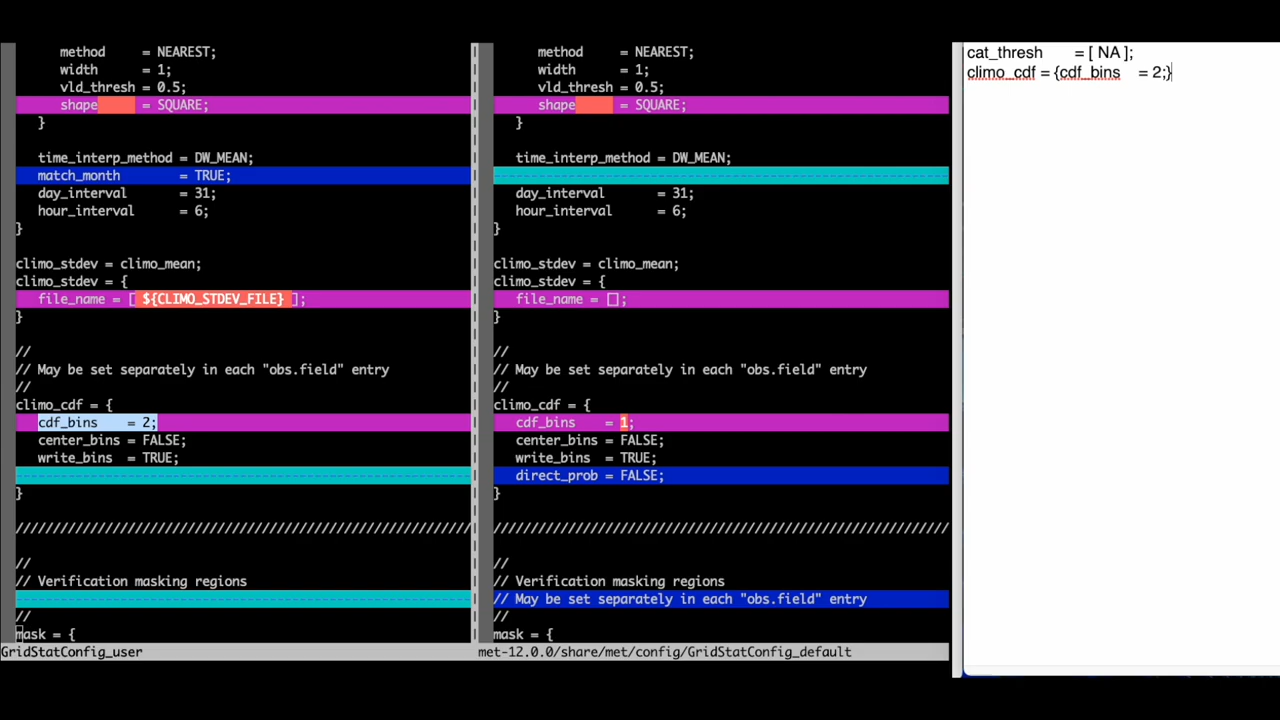 method      = NEAREST;
width       = 1;
vld_thresh = 0.5;
shape       = SQUARE;
}
time_interp_method = DW_MEAN;
match_month        = TRUE;
day_interval       = 31;
hour_interval      = 6;
}
climo_stdev = climo_mean;
climo_stdev = {
file_name = [ ${CLIMO_STDEV_FILE} ];
}
//
// May be set separately in each "obs.field" entry
//
climo_cdf = {
cdf_bins    = 2;
center_bins = FALSE;
write_bins  = TRUE;
}
/////////////////////////////////////////////////////////////
//
// Verification masking regions
//
mask = {
GridStatConfig_user
method      = NEAREST;
width       = 1;
vld_thresh = 0.5;
shape       = SQUARE;
}
time_interp_method = DW_MEAN;
day_interval       = 31;
hour_interval      = 6;
}
climo_stdev = climo_mean;
climo_stdev = {
file_name = [];
}
//
// May be set separately in each "obs.field" entry
//
climo_cdf = {
cdf_bins    = 1;
center_bins = FALSE;
write_bins  = TRUE;
direct_prob = FALSE;
}
/////////////////////////////////////////////////////////////
//
// Verification masking regions
// May be set separately in each "obs.field" entry
//
mask = {
met-12.0.0/share/met/config/GridStatConfig_default
cat_thresh       = [ NA ];
climo_cdf = {cdf_bins    = 2;}